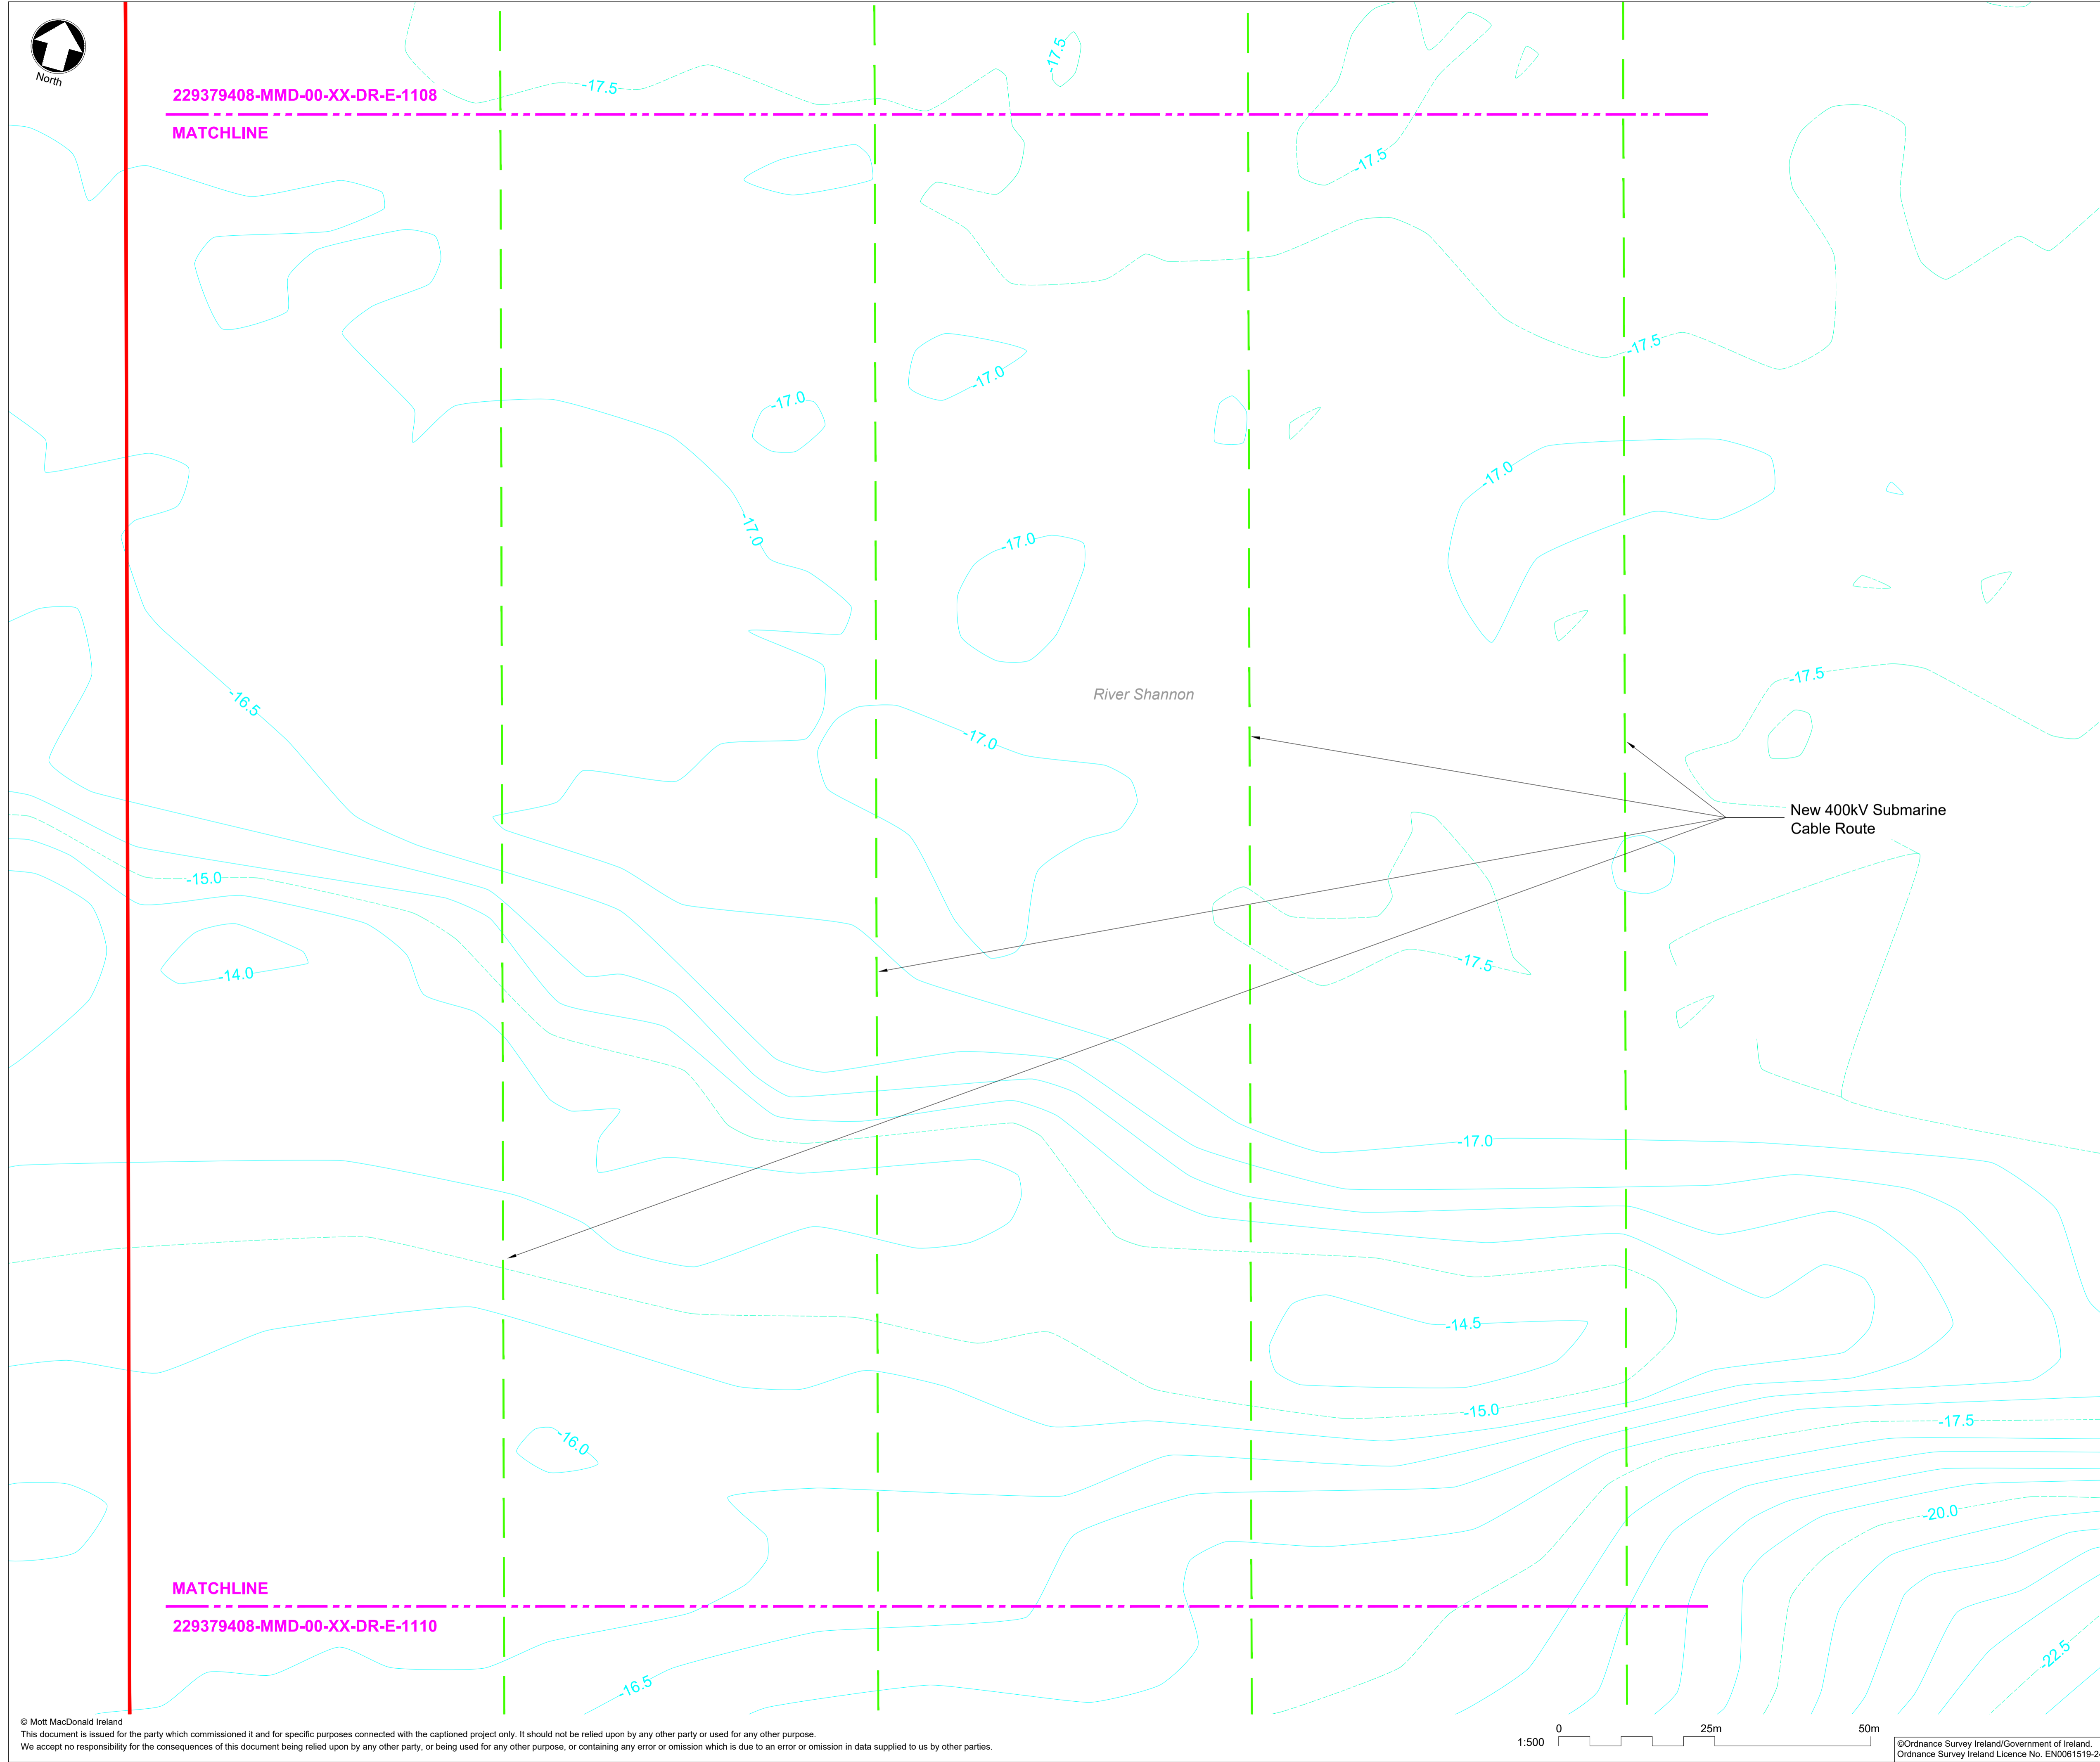 North
229379408-MMD-00-XX-DR-E-1108
MATCHLINE
-17.5
-17.5
-17.5
-17.5
-17.0
-17.0
-17.0
-17.0
-17.0
-16.5
River Shannon
-17.5
-17.0
New 400kV Submarine
Cable Route
-15.0
-14.0
-17.5
-17.0
-14.5
-15.0
-17.5
-16.0
-20.0
MATCHLINE
229379408-MMD-00-XX-DR-E-1110
-22.5
-16.5
© Mott MacDonald Ireland
This document is issued for the party which commissioned it and for specific purposes connected with the captioned project only. It should not be relied upon by any other party or used for any other purpose.
We accept no responsibility for the consequences of this document being relied upon by any other party, or being used for any other purpose, or containing any error or omission which is due to an error or omission in data supplied to us by other parties.
1:500
0 25m 50m
©Ordnance Survey Ireland/Government of Ireland.
Ordnance Survey Ireland Licence No. EN0061519-